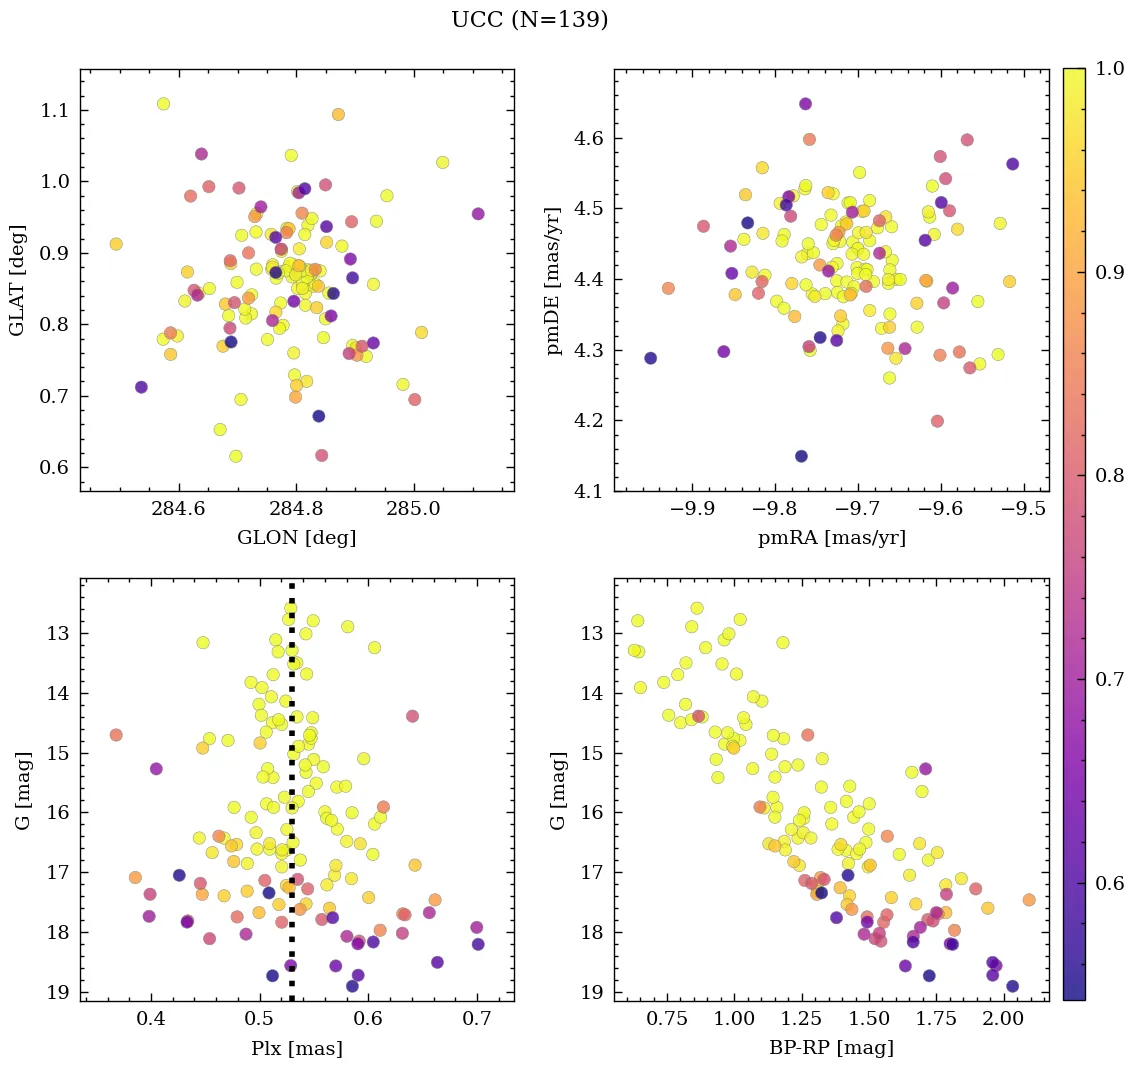 UCC (N=139)
1.1
1.0
0.9
0.8
0.7
0.6
GLAT [deg]
284.6 284.8 285.0
GLON [deg]
4.6
4.5
4.4
4.3
4.2
4.1
pmDE [mas/yr]
−9.9 −9.8 −9.7 −9.6 −9.5
pmRA [mas/yr]
13
14
15
16
17
18
19
G [mag]
0.4 0.5 0.6 0.7
Plx [mas]
13
14
15
16
17
18
19
G [mag]
0.75 1.00 1.25 1.50 1.75 2.00
BP-RP [mag]
1.0
0.9
0.8
0.7
0.6